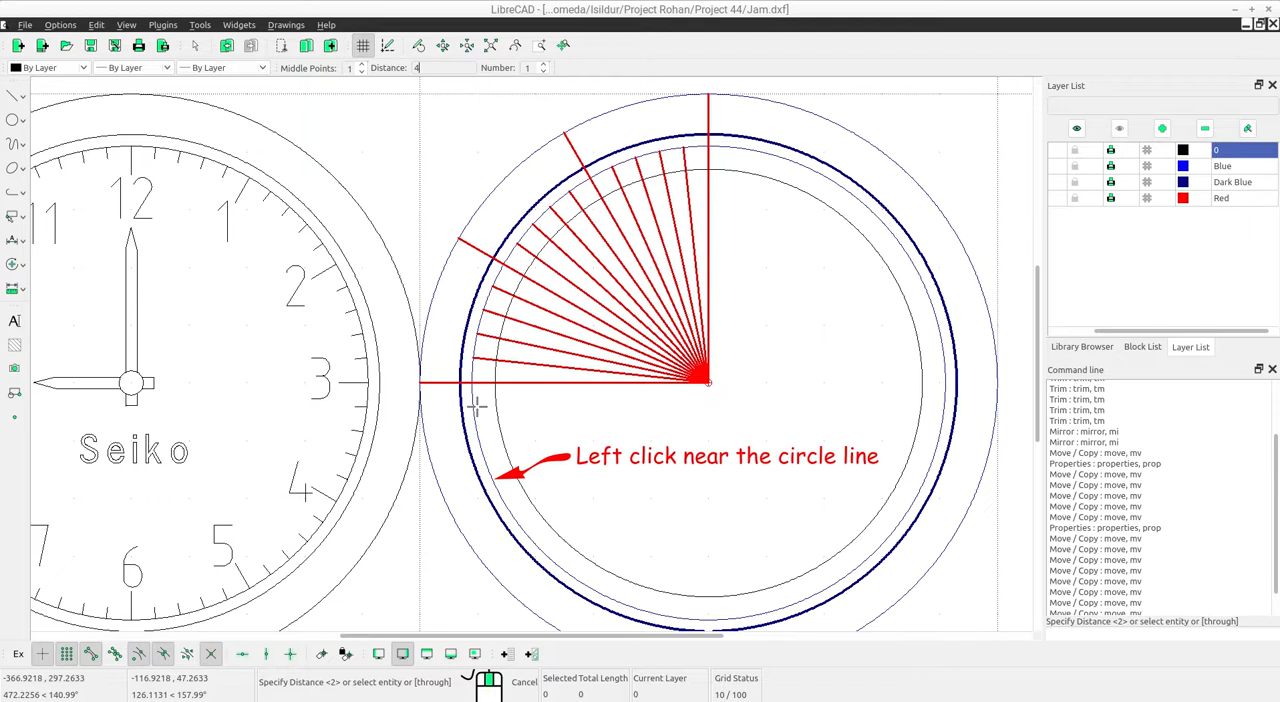 LibreCAD - [...omeda/Isildur/Project Rohan/Project 44/Jam.dxf]
File Options Edit View Plugins Tools Widgets Drawings Help
By Layer By Layer By Layer Middle Points: 1 Distance: 4 Number: 1
Layer List
0
Blue
Dark Blue
Red
Library Browser Block List Layer List
Command line
Trim : trim, tm
Trim : trim, tm
Trim : trim, tm
Trim : trim, tm
Mirror : mirror, mi
Mirror : mirror, mi
Move / Copy : move, mv
Properties : properties, prop
Move / Copy : move, mv
Move / Copy : move, mv
Move / Copy : move, mv
Move / Copy : move, mv
Move / Copy : move, mv
Properties : properties, prop
Move / Copy : move, mv
Move / Copy : move, mv
Move / Copy : move, mv
Move / Copy : move, mv
Move / Copy : move, mv
Move / Copy : move, mv
Move / Copy : move, mv
Move / Copy : move, mv
Specify Distance <2> or select entity or [through]
12
11
1
2
3
4
5
6
7
Seiko
Left click near the circle line
Ex
-366.9218 , 297.2633
472.2256 < 140.99°
-116.9218 , 47.2633
126.1131 < 157.99°
Specify Distance <2> or select entity or [through]
Cancel
Selected Total Length
0 0
Current Layer
0
Grid Status
10 / 100